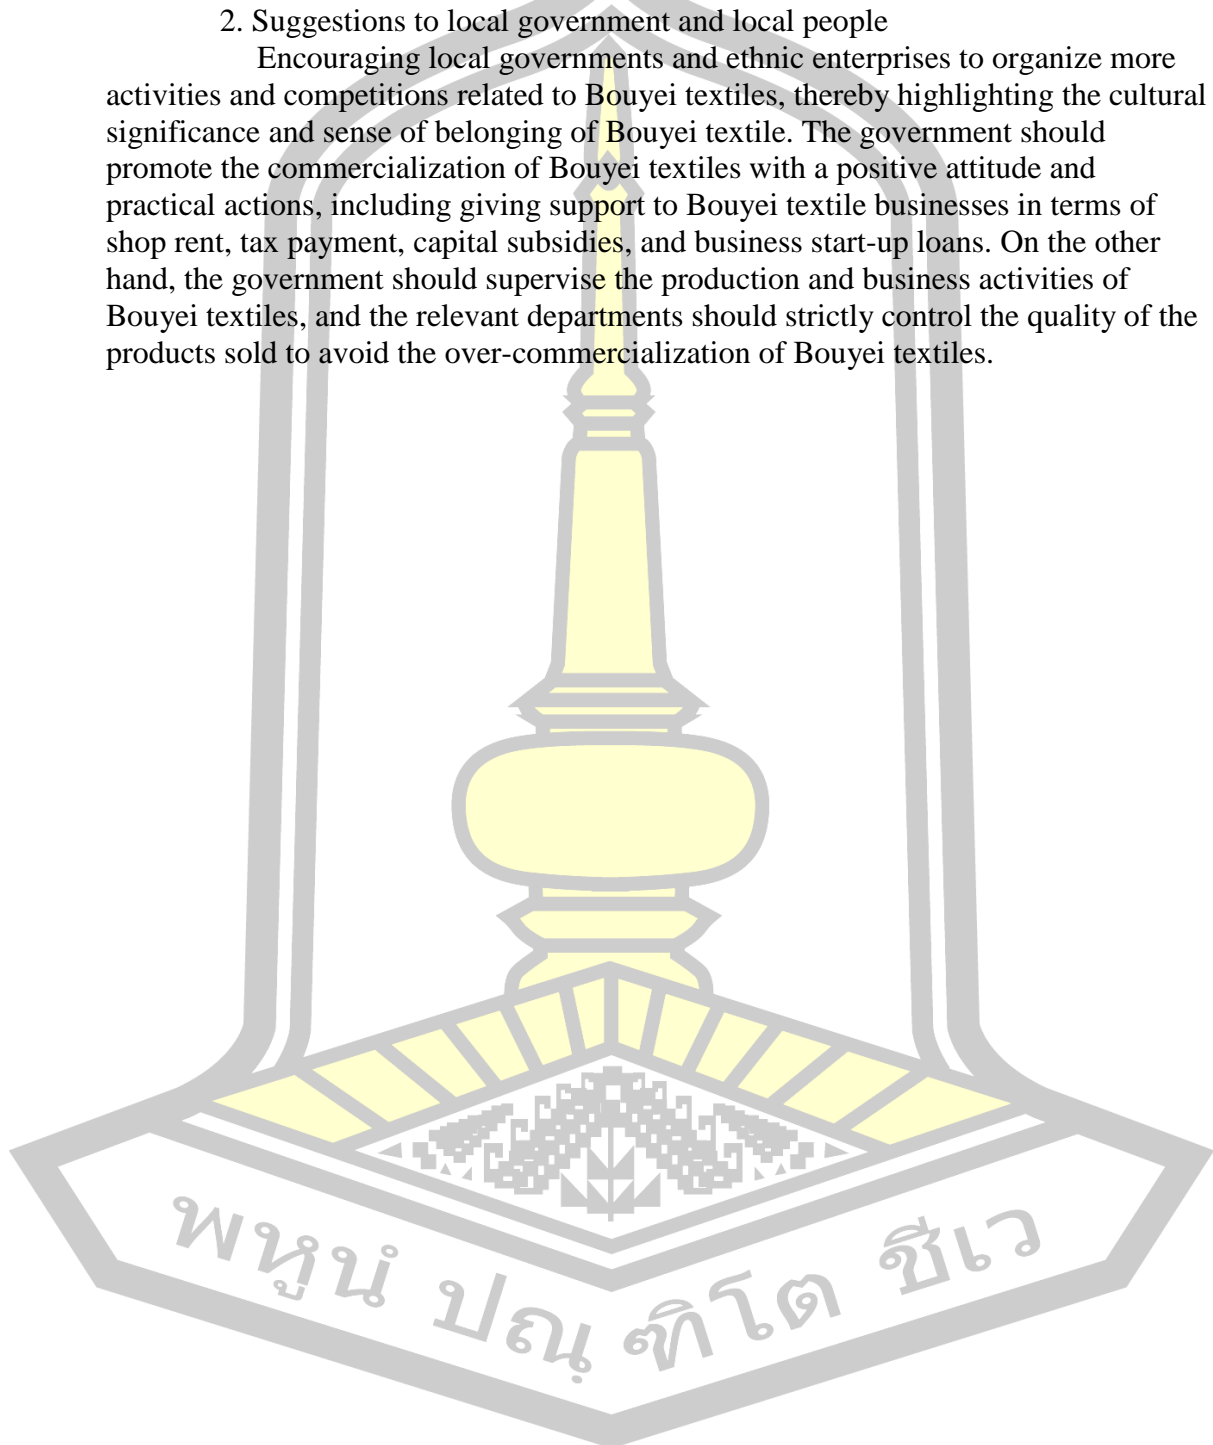 2. Suggestions to local government and local people
Encouraging local governments and ethnic enterprises to organize more
activities and competitions related to Bouyei textiles, thereby highlighting the cultural
significance and sense of belonging of Bouyei textile. The government should
promote the commercialization of Bouyei textiles with a positive attitude and
practical actions, including giving support to Bouyei textile businesses in terms of
shop rent, tax payment, capital subsidies, and business start-up loans. On the other
hand, the government should supervise the production and business activities of
Bouyei textiles, and the relevant departments should strictly control the quality of the
products sold to avoid the over-commercialization of Bouyei textiles.
พหูนํ ปณฺ ฑิโต ชีเว